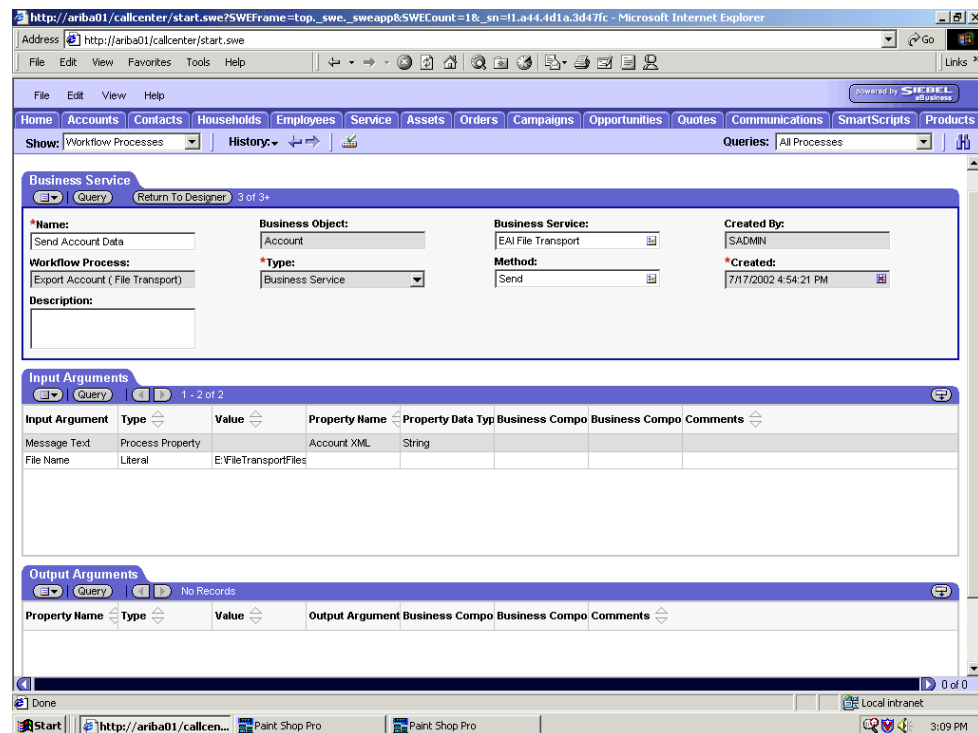 http://ariba01/callcenter/start.swe?SWEFrame=top._swe._sweapp&SWECount=1&_sn=!1.a44.4d1a.3d47fc - Microsoft Internet Explorer
Address http://ariba01/callcenter/start.swe Go
File Edit View Favorites Tools Help Links »
File Edit View Help powered by SIEBEL eBusiness
Home Accounts Contacts Households Employees Service Assets Orders Campaigns Opportunities Quotes Communications SmartScripts Products
Show: Workflow Processes History: Queries: All Processes
Business Service
Query Return To Designer 3 of 3+
*Name: Business Object: Business Service: Created By:
Send Account Data Account EAI File Transport SADMIN
Workflow Process: *Type: Method: *Created:
Export Account ( File Transport) Business Service Send 7/17/2002 4:54:21 PM
Description:
Input Arguments
Query 1 - 2 of 2
Input Argument Type Value Property Name Property Data Typ Business Compo Business Compo Comments
Message Text Process Property Account XML String
File Name Literal E:\FileTransportFiles
Output Arguments
Query No Records
Property Name Type Value Output Argument Business Compo Business Compo Comments
0 of 0
Done Local intranet
Start http://ariba01/callcen... Paint Shop Pro Paint Shop Pro 3:09 PM